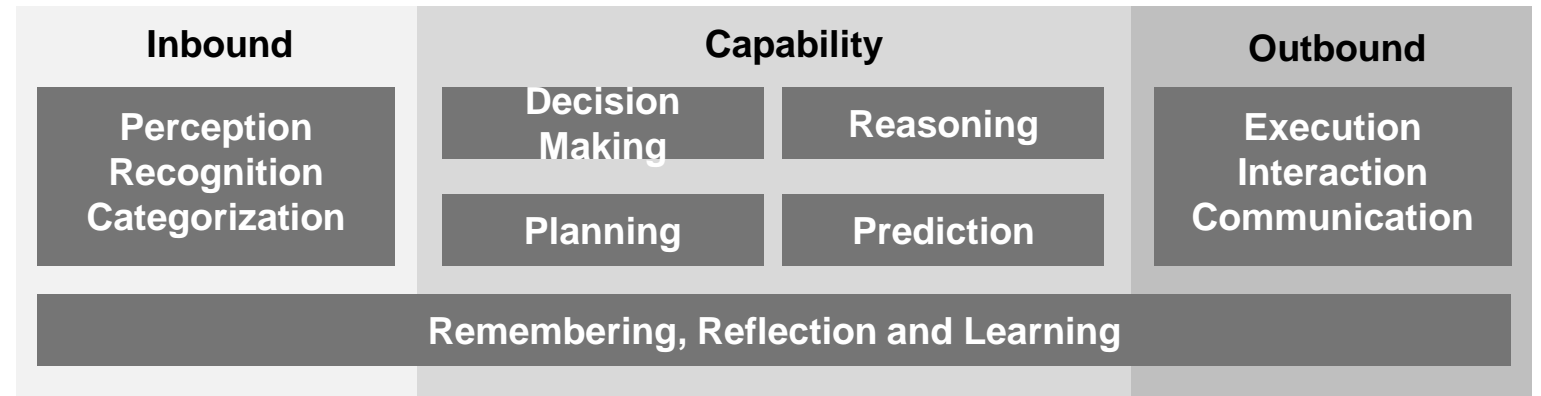 Inbound
Perception
Recognition
Categorization
Capability
Decision
Making
Reasoning
Planning
Prediction
Outbound
Execution
Interaction
Communication
Remembering, Reflection and Learning